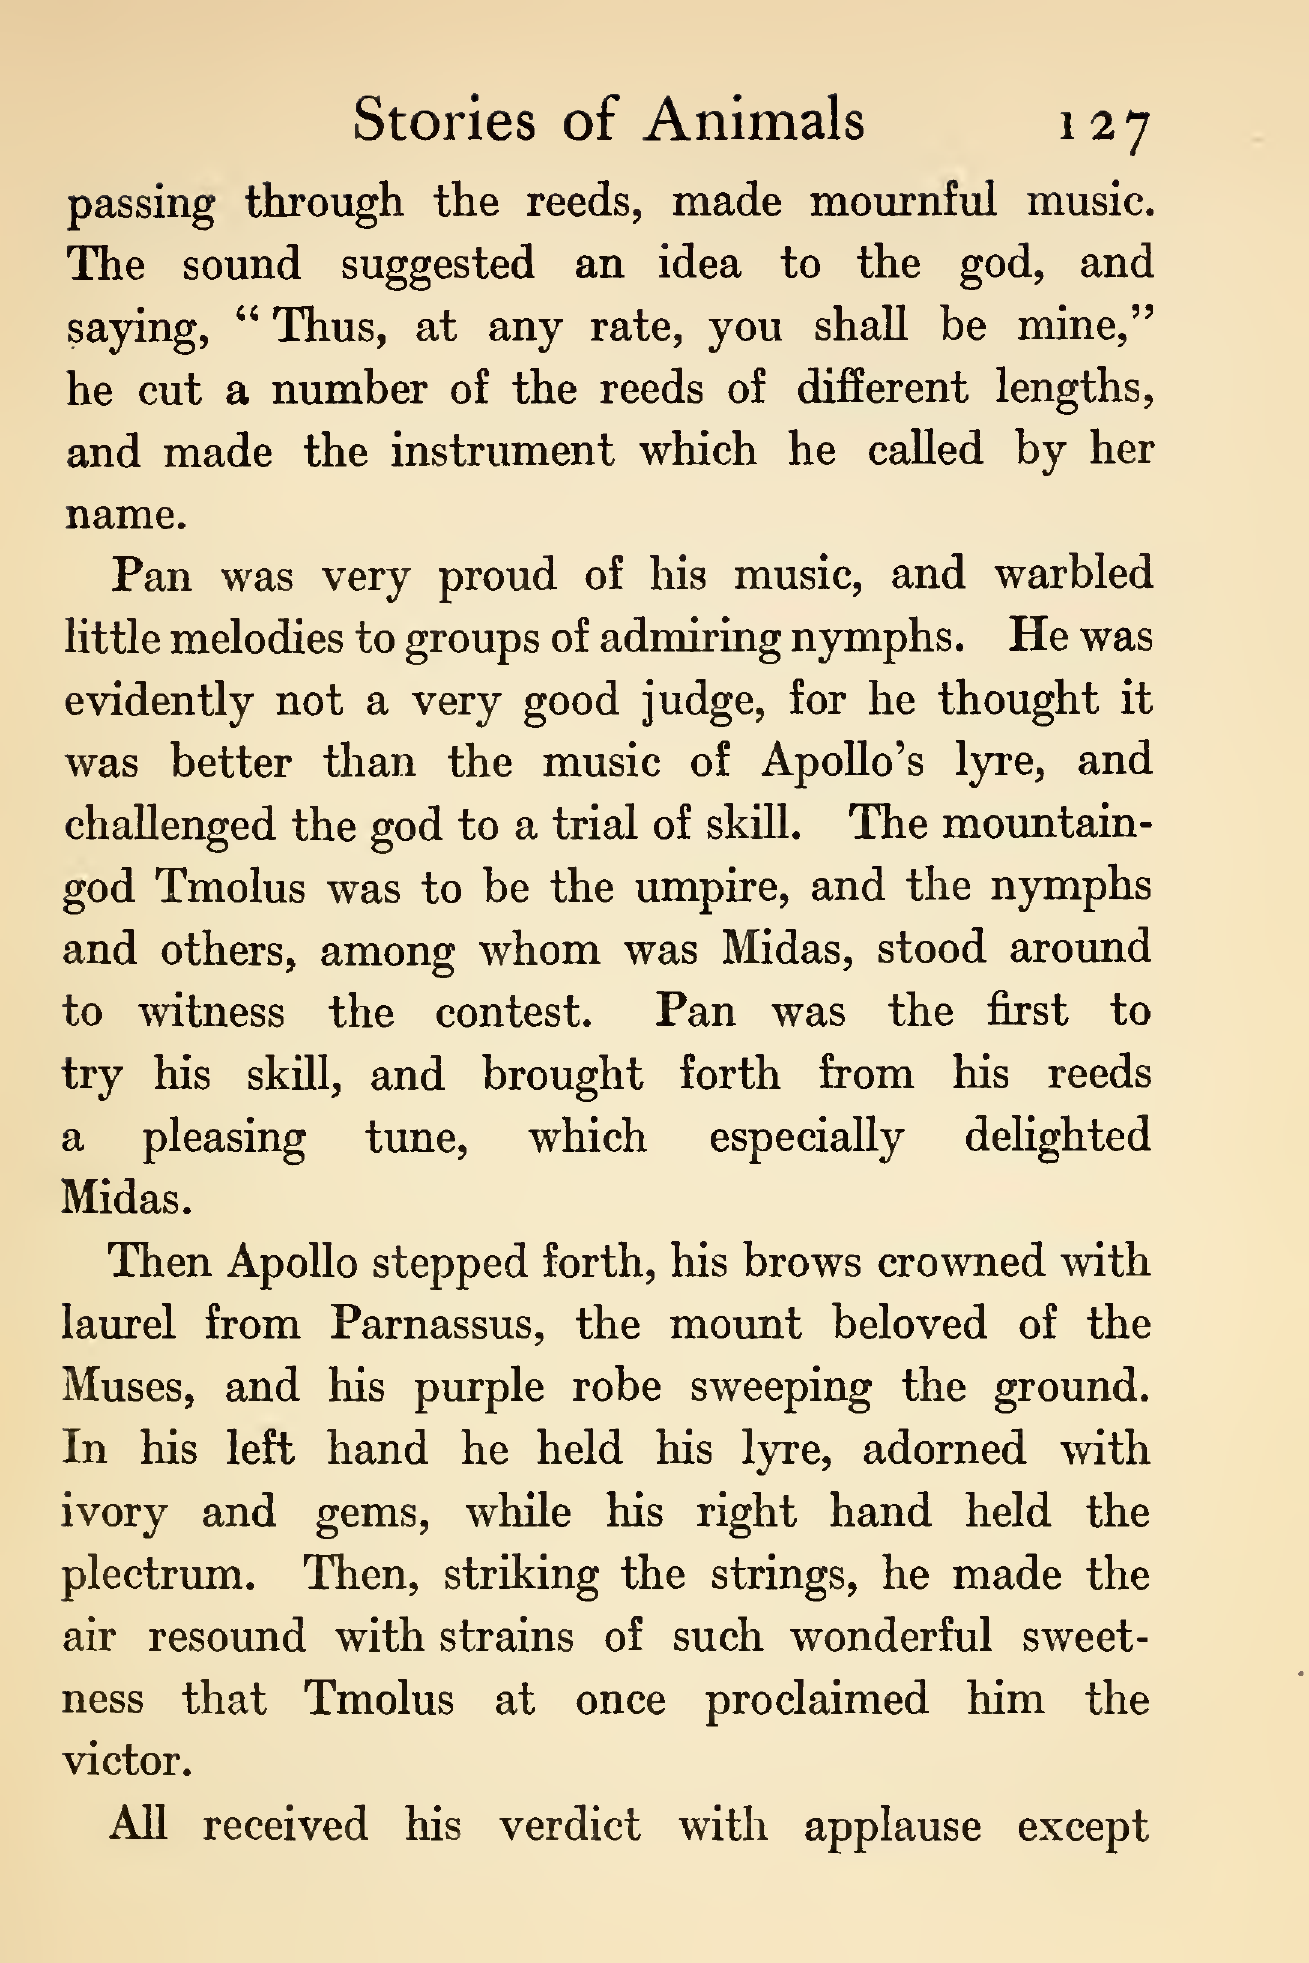 Stories of Animals 127
passing through the reeds, made mournful music.
The sound suggested an idea to the god, and
saying, “Thus, at any rate, you shall be mine,”
he cut a number of the reeds of different lengths,
and made the instrument which he called by her
name.
Pan was very proud of his music, and warbled
little melodies to groups of admiring nymphs. He was
evidently not a very good judge, for he thought it
was better than the music of Apollo’s lyre, and
challenged the god to a trial of skill. The mountain-
god Tmolus was to be the umpire, and the nymphs
and others, among whom was Midas, stood around
to witness the contest. Pan was the first to
try his skill, and brought forth from his reeds
a pleasing tune, which especially delighted
Midas.
Then Apollo stepped forth, his brows crowned with
laurel from Parnassus, the mount beloved of the
Muses, and his purple robe sweeping the ground.
In his left hand he held his lyre, adorned with
ivory and gems, while his right hand held the
plectrum. Then, striking the strings, he made the
air resound with strains of such wonderful sweet-
ness that Tmolus at once proclaimed him the
victor.
All received his verdict with applause except